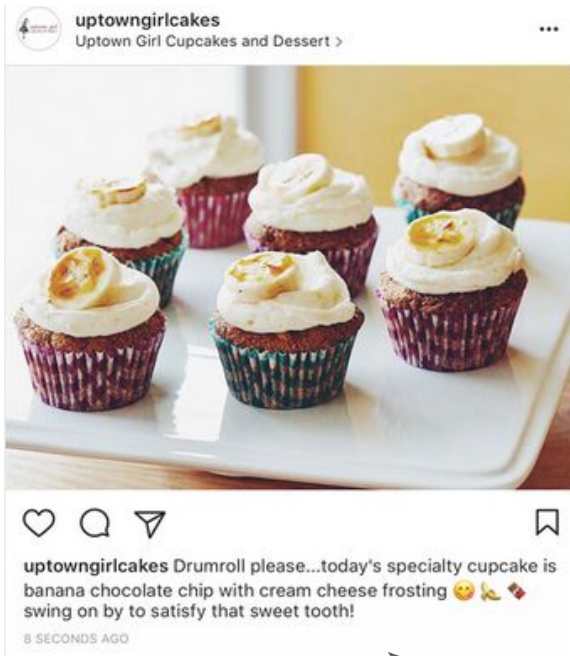 uptowngirlcakes
Uptown Girl Cupcakes and Dessert >
uptowngirlcakes Drumroll please...today's specialty cupcake is
banana chocolate chip with cream cheese frosting 😋 🍌 🍫
swing on by to satisfy that sweet tooth!
8 SECONDS AGO